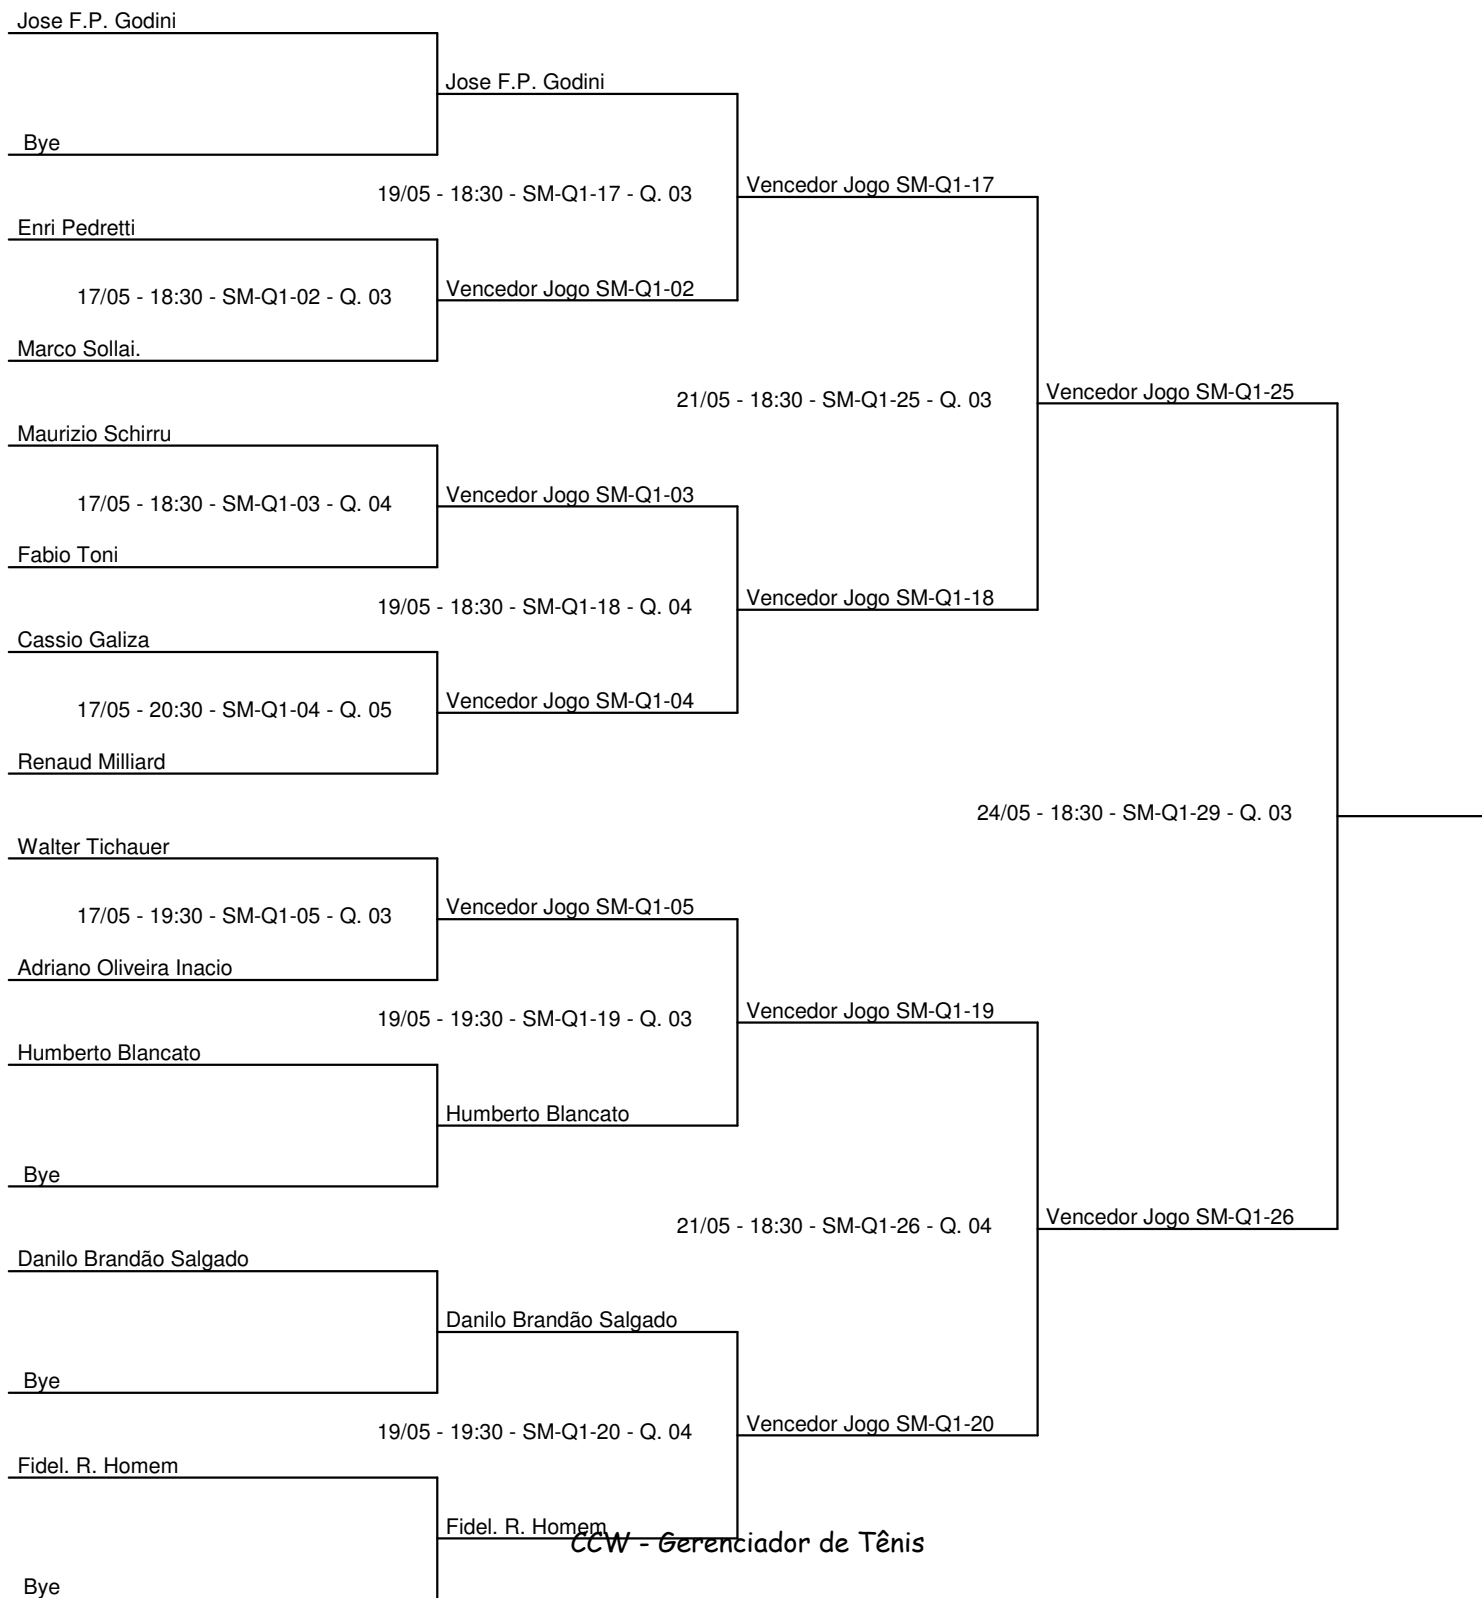 Jose F.P. Godini
Jose F.P. Godini
Bye
Vencedor Jogo SM-Q1-17
19/05 - 18:30 - SM-Q1-17 - Q. 03
Enri Pedretti
Vencedor Jogo SM-Q1-02
17/05 - 18:30 - SM-Q1-02 - Q. 03
Marco Sollai.
Vencedor Jogo SM-Q1-25
21/05 - 18:30 - SM-Q1-25 - Q. 03
Maurizio Schirru
Vencedor Jogo SM-Q1-03
17/05 - 18:30 - SM-Q1-03 - Q. 04
Fabio Toni
Vencedor Jogo SM-Q1-18
19/05 - 18:30 - SM-Q1-18 - Q. 04
Cassio Galiza
Vencedor Jogo SM-Q1-04
17/05 - 20:30 - SM-Q1-04 - Q. 05
Renaud Milliard
24/05 - 18:30 - SM-Q1-29 - Q. 03
Walter Tichauer
Vencedor Jogo SM-Q1-05
17/05 - 19:30 - SM-Q1-05 - Q. 03
Adriano Oliveira Inacio
Vencedor Jogo SM-Q1-19
19/05 - 19:30 - SM-Q1-19 - Q. 03
Humberto Blancato
Humberto Blancato
Bye
Vencedor Jogo SM-Q1-26
21/05 - 18:30 - SM-Q1-26 - Q. 04
Danilo Brandão Salgado
Danilo Brandão Salgado
Bye
Vencedor Jogo SM-Q1-20
19/05 - 19:30 - SM-Q1-20 - Q. 04
Fidel. R. Homem
Fidel. R. Homem
CCW - Gerenciador de Tênis
Bye